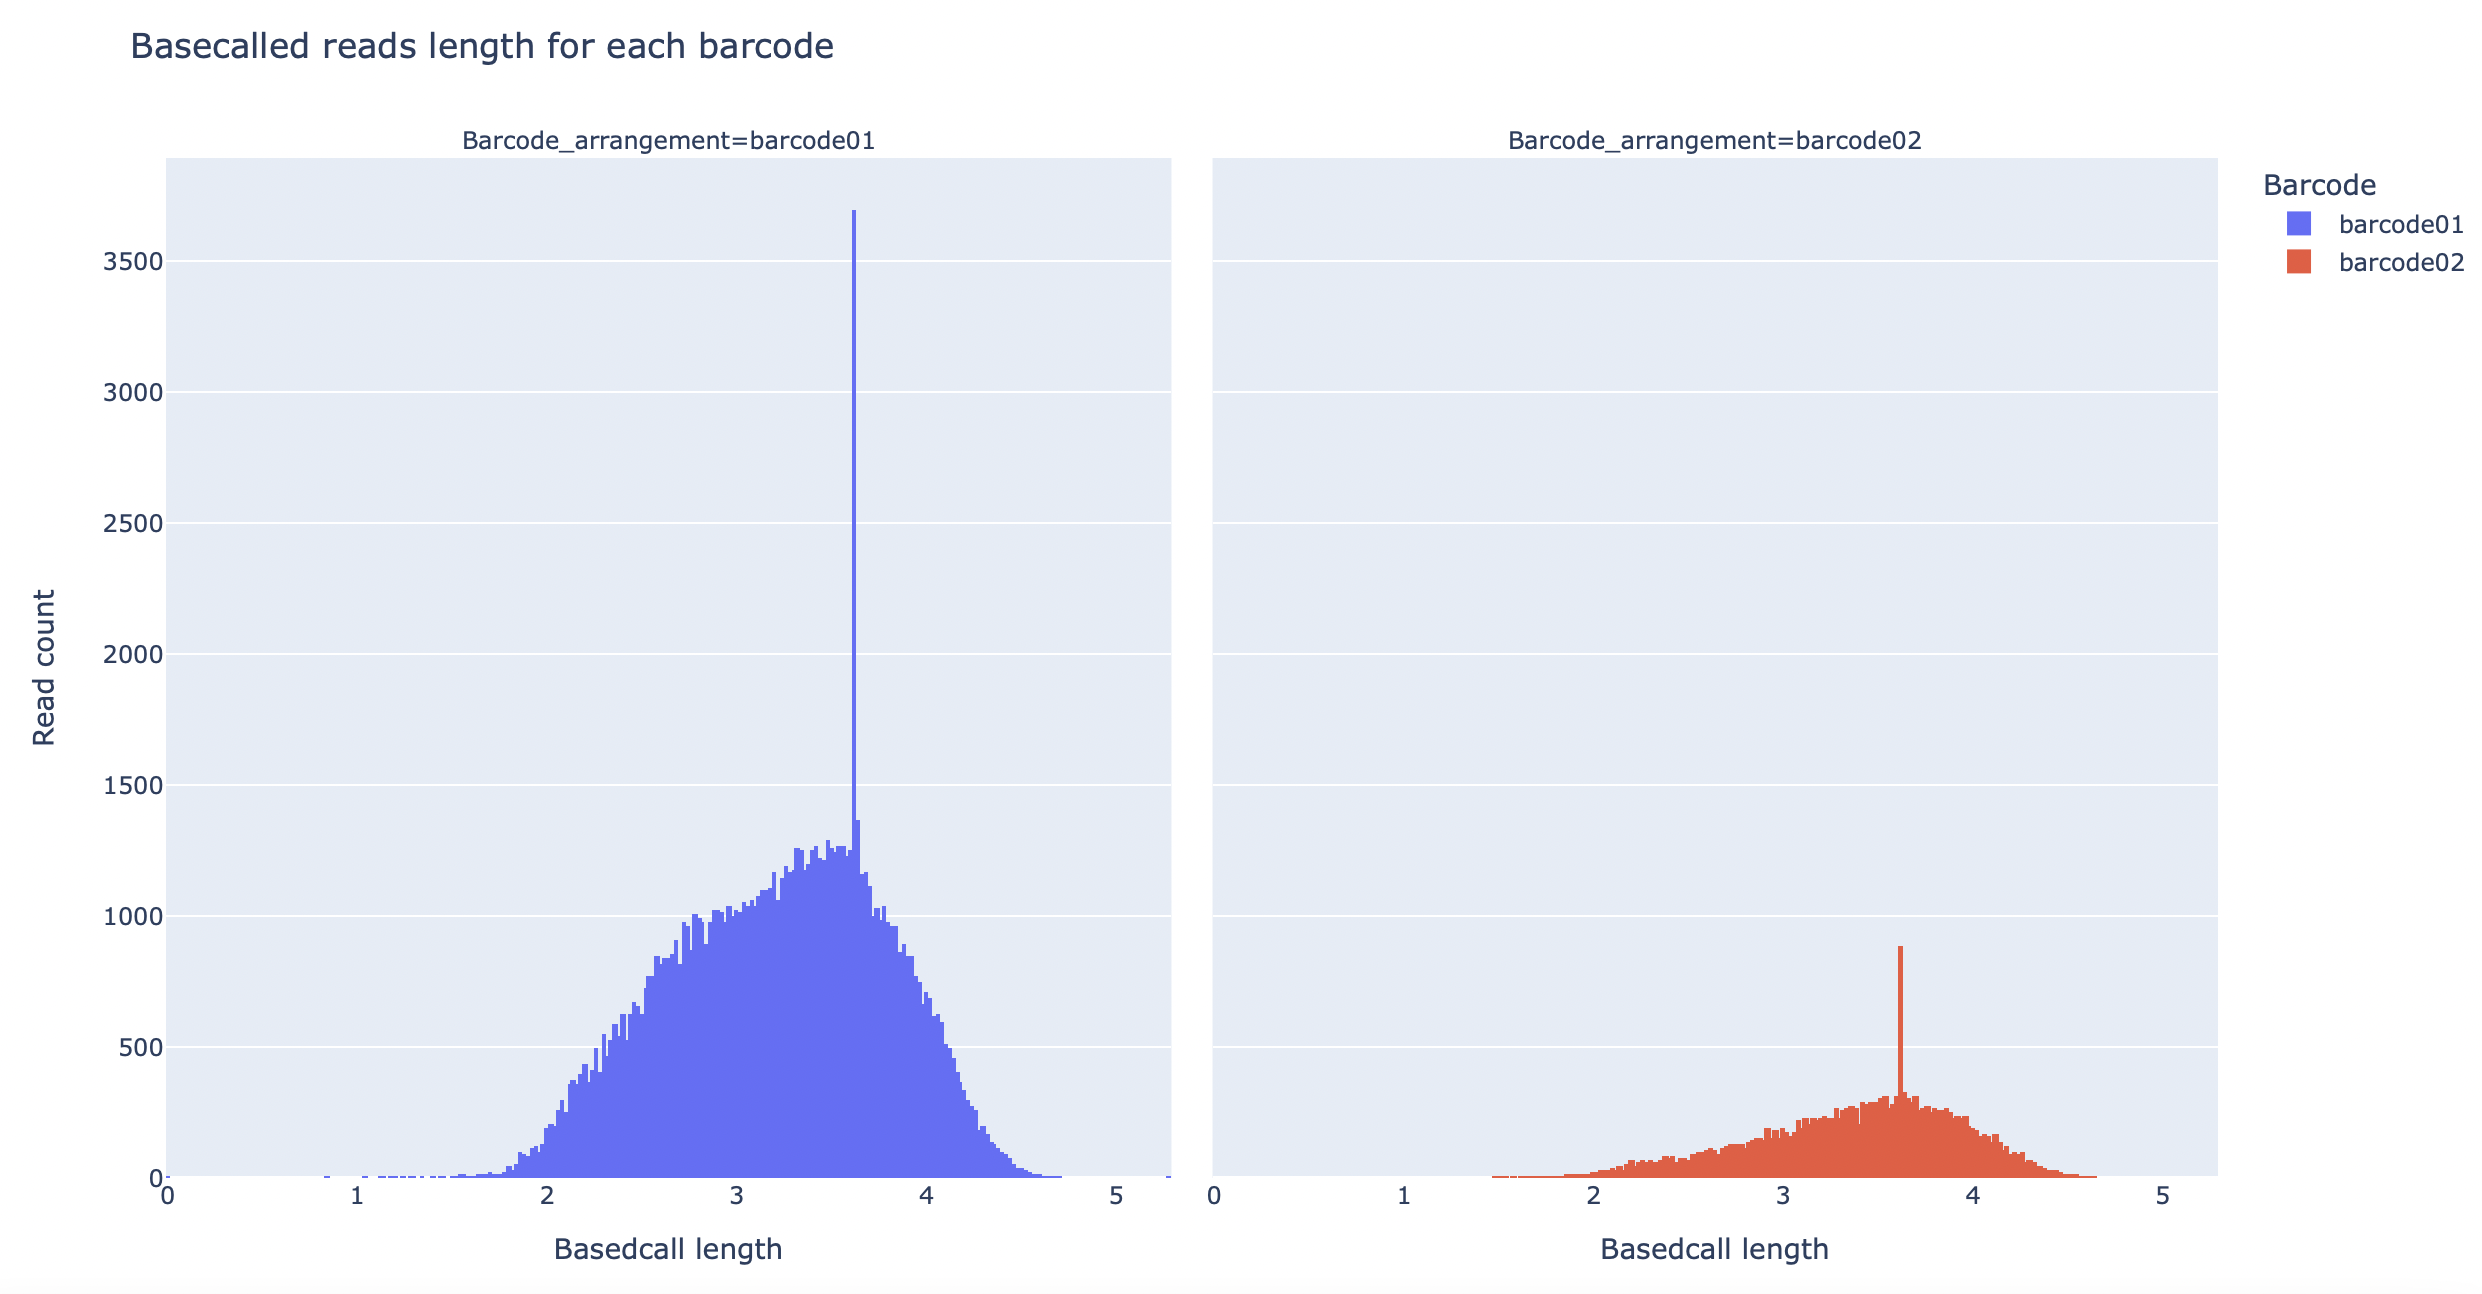 Basecalled reads length for each barcode
Barcode_arrangement=barcode01
Barcode_arrangement=barcode02
Barcode
barcode01
barcode02
Read count
3500
3000
2500
2000
1500
1000
500
0
0 1 2 3 4 5
0 1 2 3 4 5
Basedcall length
Basedcall length